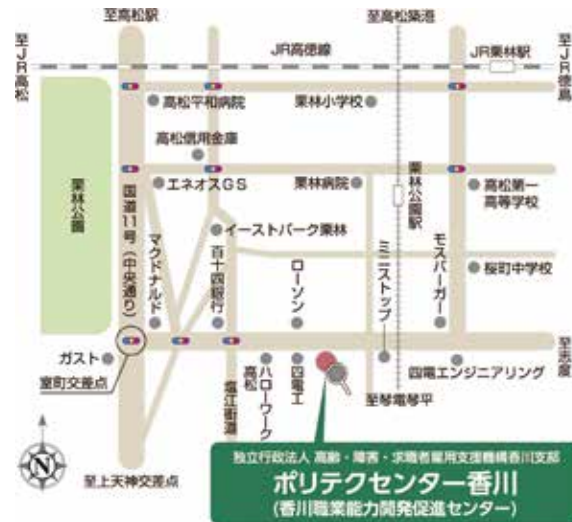 至高松駅
至高松築港
至JR高松
JR高徳線
JR栗林駅
至JR徳島
高松平和病院
栗林小学校
高松信用金庫
栗林公園
国道11号(中央通り)
エネオスGS
栗林病院
栗林公園駅
高松第一
高等学校
マクドナルド
イーストパーク栗林
百十四銀行
ローソン
ミニストップ
モスバーガー
桜町中学校
ガスト
室町交差点
塩江街道
ハローワーク
高松
四電工
至琴電琴平
四電エンジニアリング
至志度
N
至上天神交差点
独立行政法人 高齢・障害・求職者雇用支援機構香川支部
ポリテクセンター香川
(香川職業能力開発促進センター)